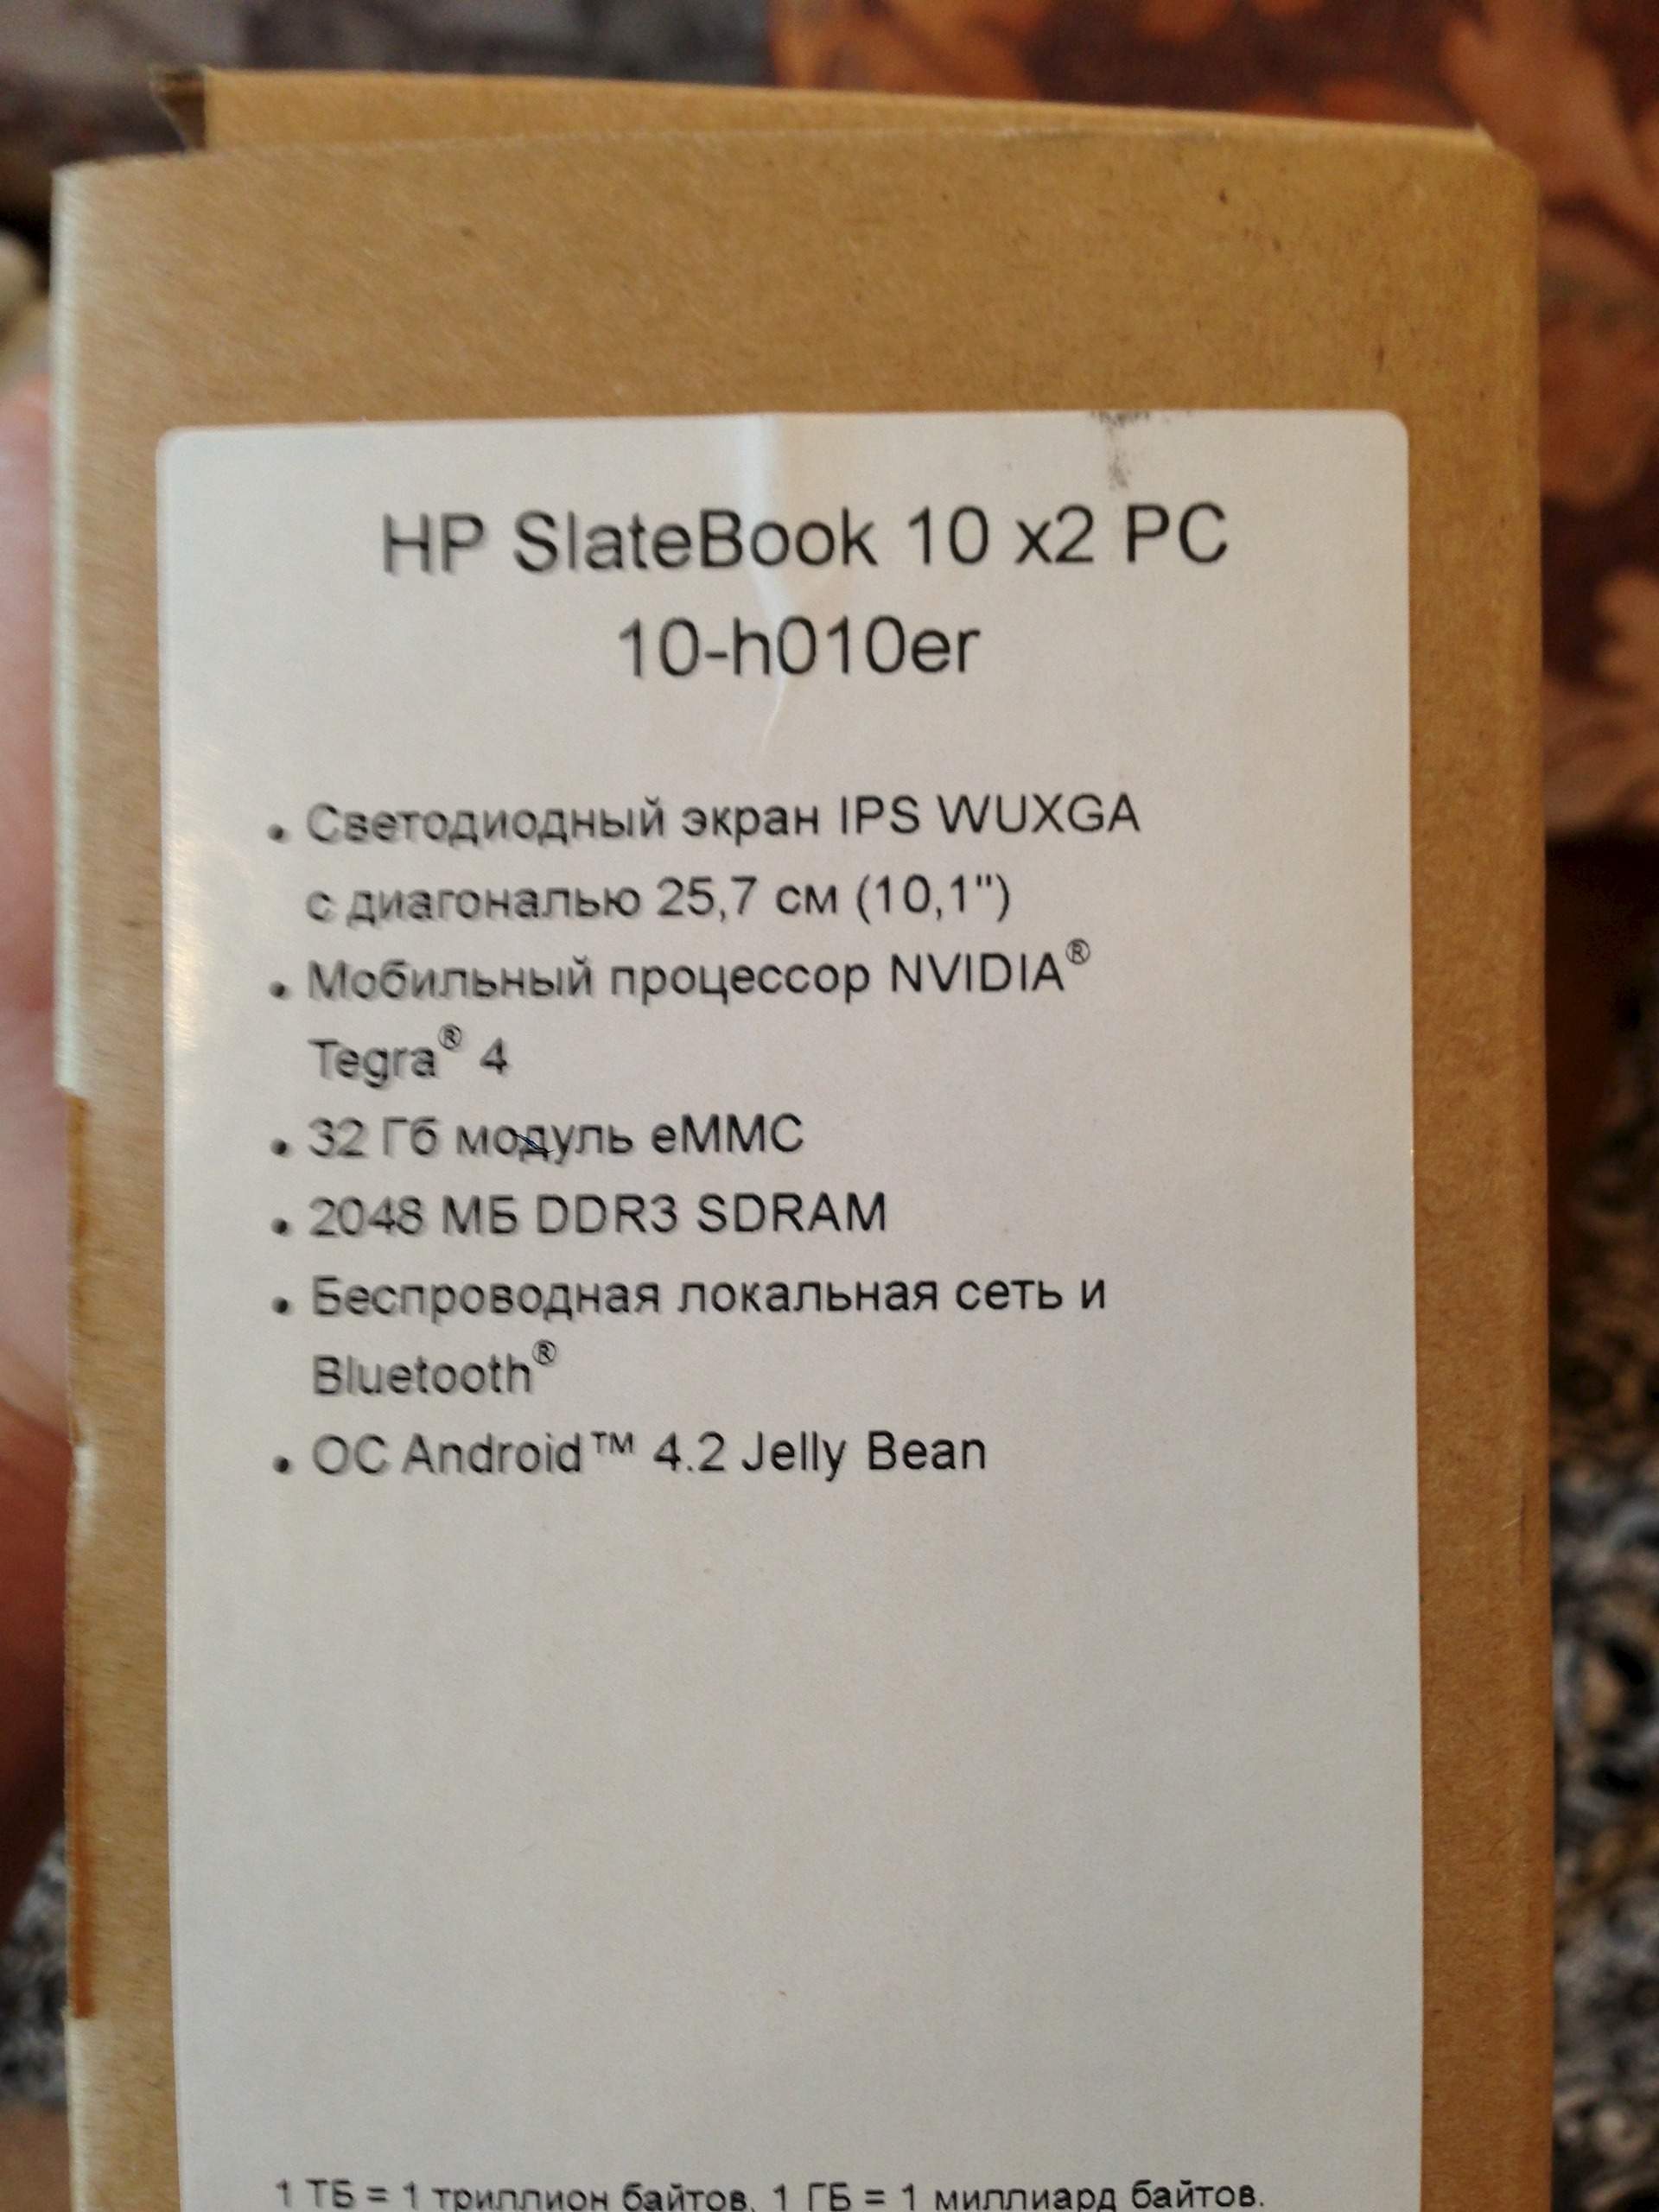 HP SlateBook 10 x2 PC
10-h010er
• Светодиодный экран IPS WUXGA
с диагональю 25,7 см (10,1")
• Мобильный процессор NVIDIA®
Tegra® 4
• 32 Гб модуль eMMC
• 2048 МБ DDR3 SDRAM
• Беспроводная локальная сеть и
Bluetooth®
• ОС Android™ 4.2 Jelly Bean
1 ТБ = 1 триллион байтов. 1 ГБ = 1 миллиард байтов.